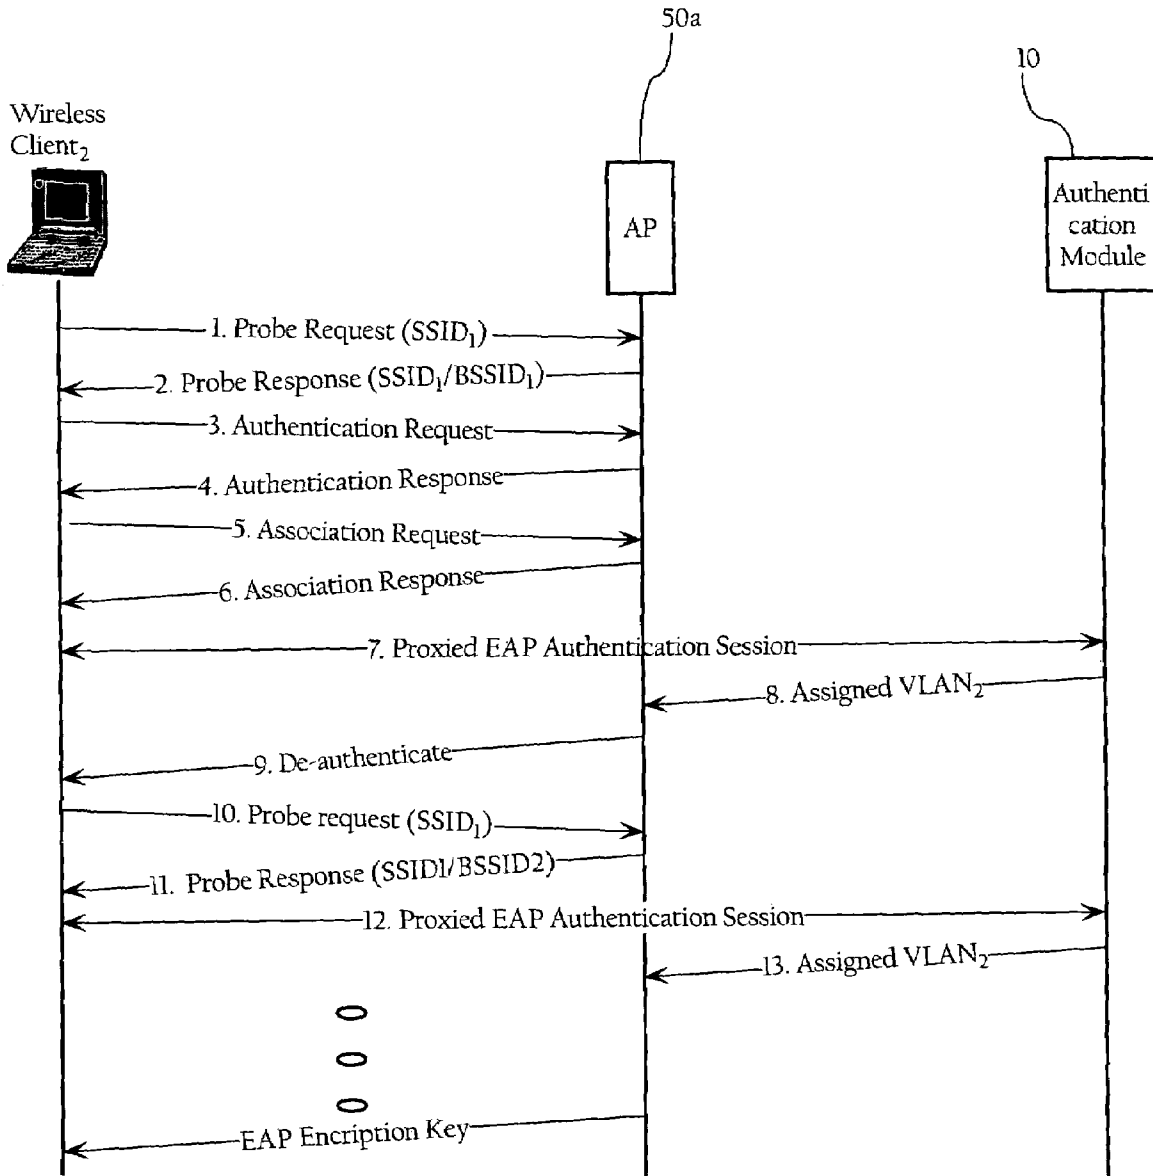 50a
10
Wireless
Client₂
AP
Authenti
cation
Module
1. Probe Request (SSID₁)
2. Probe Response (SSID₁/BSSID₁)
3. Authentication Request
4. Authentication Response
5. Association Request
6. Association Response
7. Proxied EAP Authentication Session
8. Assigned VLAN₂
9. De-authenticate
10. Probe request (SSID₁)
11. Probe Response (SSID1/BSSID2)
12. Proxied EAP Authentication Session
13. Assigned VLAN₂
EAP Encription Key